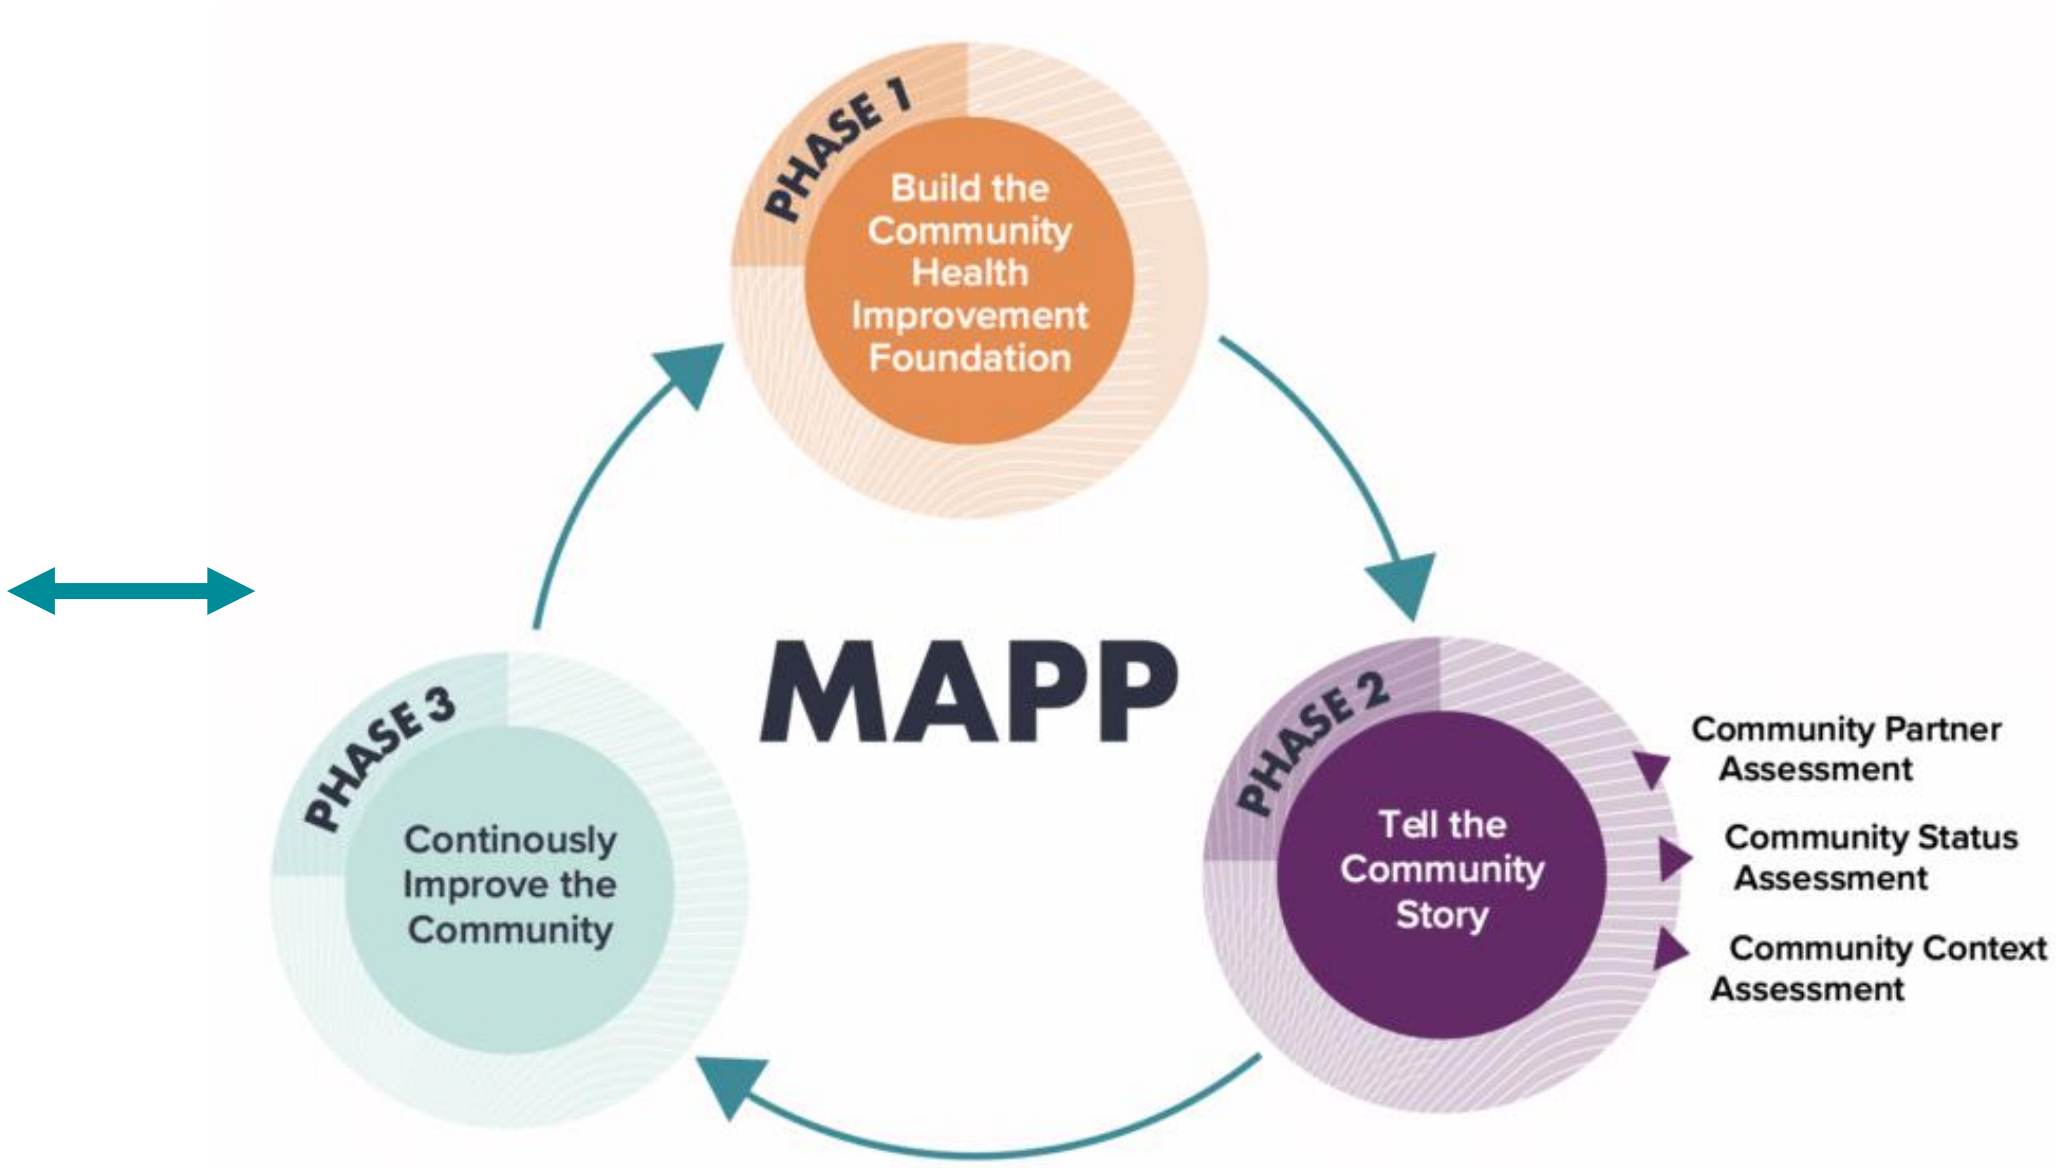 PHASE 1
Build the
Community
Health
Improvement
Foundation
MAPP
PHASE 2
Tell the
Community
Story
Community Partner
Assessment
Community Status
Assessment
Community Context
Assessment
PHASE 3
Continously
Improve the
Community